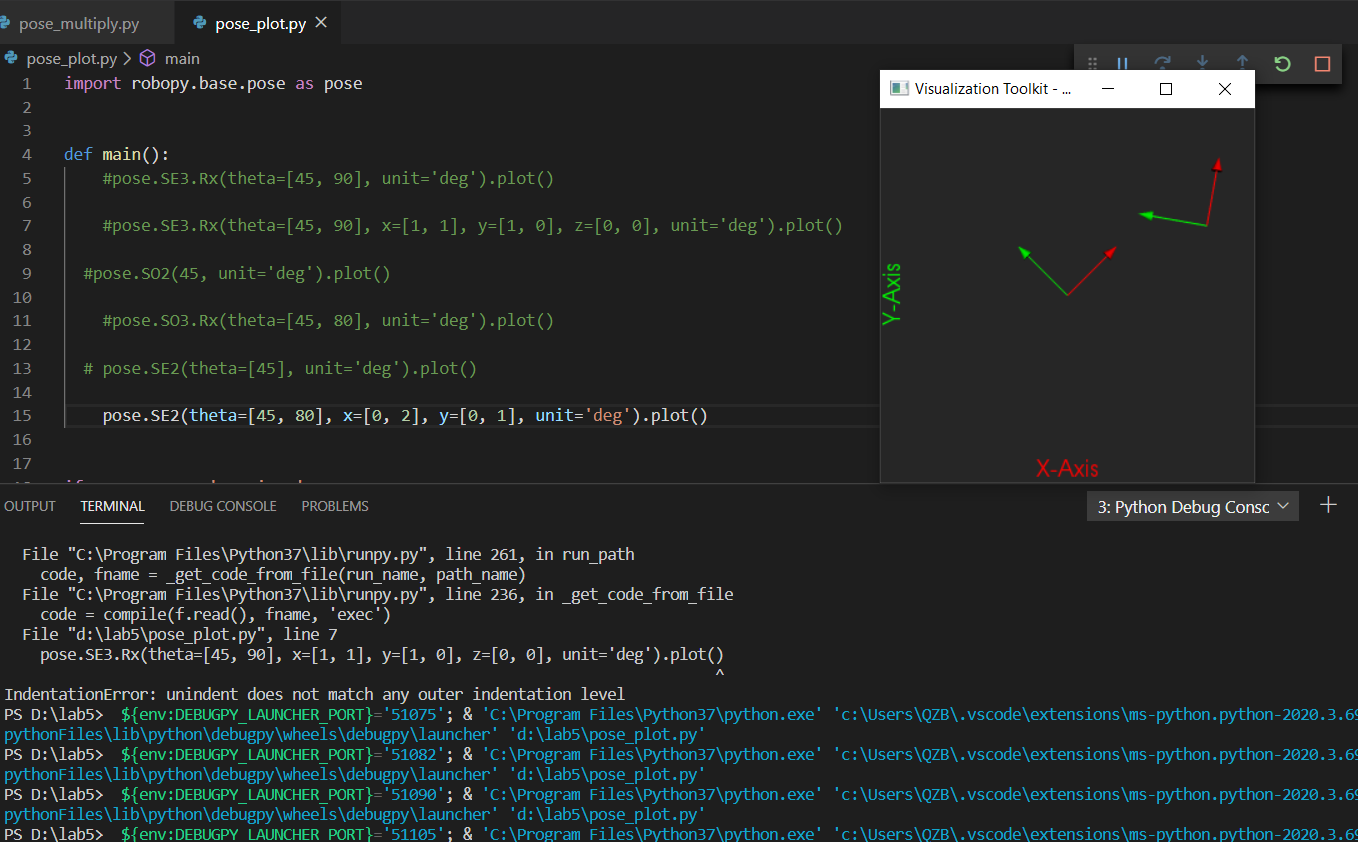 pose_multiply.py
pose_plot.py
pose_plot.py > main
1 import robopy.base.pose as pose
2
3
4 def main():
5 #pose.SE3.Rx(theta=[45, 90], unit='deg').plot()
6
7 #pose.SE3.Rx(theta=[45, 90], x=[1, 1], y=[1, 0], z=[0, 0], unit='deg').plot()
8
9 #pose.SO2(45, unit='deg').plot()
10
11 #pose.SO3.Rx(theta=[45, 80], unit='deg').plot()
12
13 # pose.SE2(theta=[45], unit='deg').plot()
14
15 pose.SE2(theta=[45, 80], x=[0, 2], y=[0, 1], unit='deg').plot()
16
17
Visualization Toolkit - ...
Y-Axis
X-Axis
OUTPUT TERMINAL DEBUG CONSOLE PROBLEMS
3: Python Debug Consc
File "C:\Program Files\Python37\lib\runpy.py", line 261, in run_path
code, fname = _get_code_from_file(run_name, path_name)
File "C:\Program Files\Python37\lib\runpy.py", line 236, in _get_code_from_file
code = compile(f.read(), fname, 'exec')
File "d:\lab5\pose_plot.py", line 7
pose.SE3.Rx(theta=[45, 90], x=[1, 1], y=[1, 0], z=[0, 0], unit='deg').plot()
^
IndentationError: unindent does not match any outer indentation level
PS D:\lab5> ${env:DEBUGPY_LAUNCHER_PORT}='51075'; & 'C:\Program Files\Python37\python.exe' 'c:\Users\QZB\.vscode\extensions\ms-python.python-2020.3.69
pythonFiles\lib\python\debugpy\wheels\debugpy\launcher' 'd:\lab5\pose_plot.py'
PS D:\lab5> ${env:DEBUGPY_LAUNCHER_PORT}='51082'; & 'C:\Program Files\Python37\python.exe' 'c:\Users\QZB\.vscode\extensions\ms-python.python-2020.3.69
pythonFiles\lib\python\debugpy\wheels\debugpy\launcher' 'd:\lab5\pose_plot.py'
PS D:\lab5> ${env:DEBUGPY_LAUNCHER_PORT}='51090'; & 'C:\Program Files\Python37\python.exe' 'c:\Users\QZB\.vscode\extensions\ms-python.python-2020.3.69
pythonFiles\lib\python\debugpy\wheels\debugpy\launcher' 'd:\lab5\pose_plot.py'
PS D:\lab5> ${env:DEBUGPY_LAUNCHER_PORT}='51105'; & 'C:\Program Files\Python37\python.exe' 'c:\Users\QZB\.vscode\extensions\ms-python.python-2020.3.69